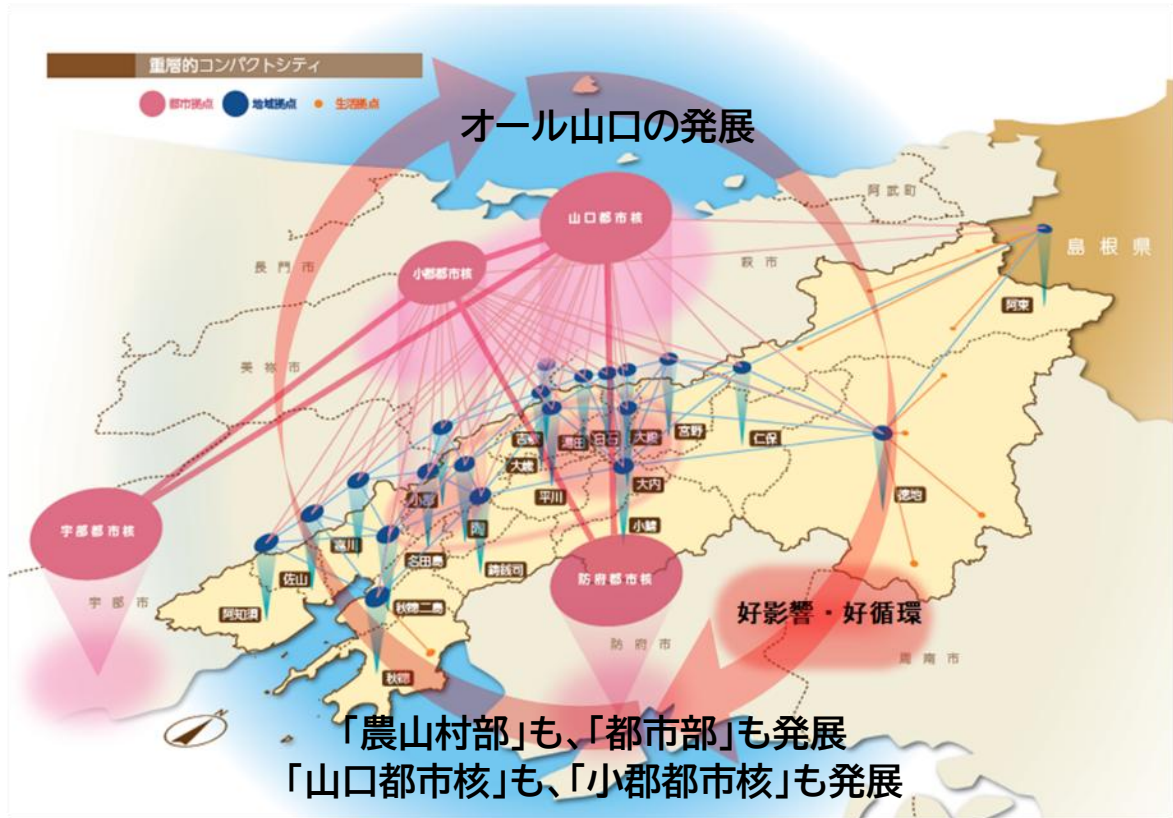 重層的コンパクトシティ
都市拠点 地域拠点 生活拠点
オール山口の発展
山口都市核
阿武町
島根県
小郡都市核
長門市
萩市
阿東
美祢市
吉敷
湯田
白石
大殿
宮野
仁保
大歳
平川
大内
徳地
小郡
陶
小鯖
宇部都市核
嘉川
名田島
鋳銭司
防府都市核
佐山
宇部市
阿知須
秋穂二島
好影響・好循環
防府市
周南市
秋穂
「農山村部」も、「都市部」も発展
「山口都市核」も、「小郡都市核」も発展